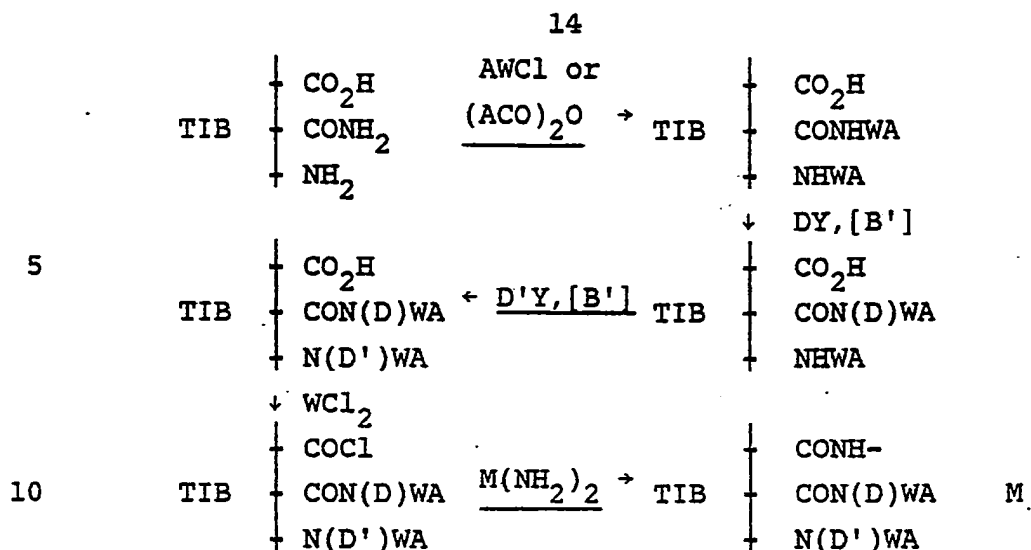 14
AWCl or
CO2H CO2H
(ACO)2O →
TIB CONH2 TIB CONHWA
NH2 NHWA
↓ DY,[B']
5 CO2H CO2H
TIB CON(D)WA ← D'Y,[B'] TIB CON(D)WA
N(D')WA NHWA
↓ WCl2
COCl CONH-
10 TIB CON(D)WA M(NH2)2 → TIB CON(D)WA M
N(D')WA N(D')WA